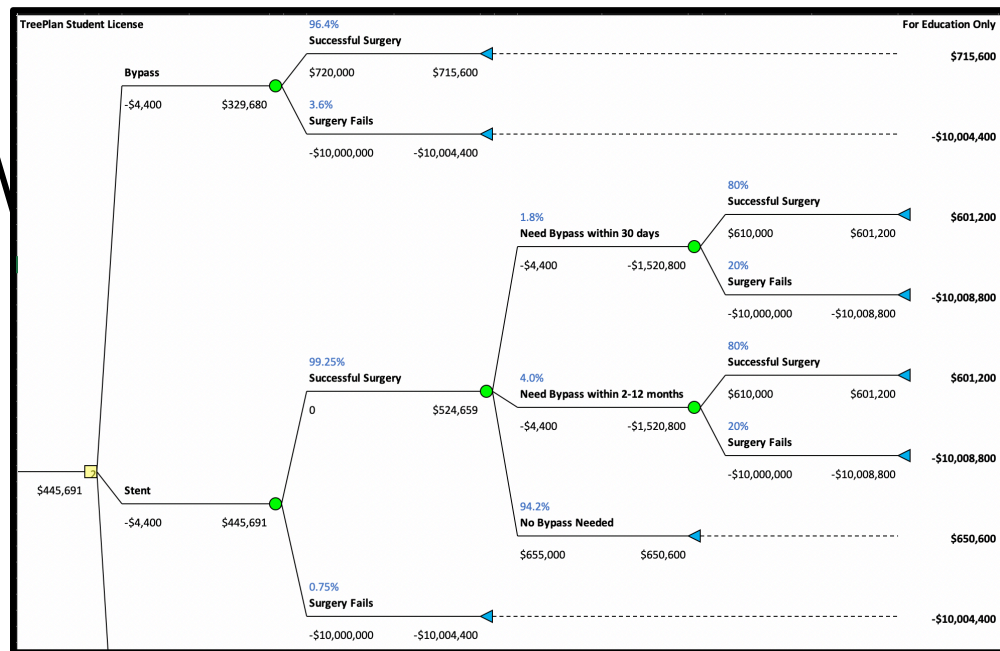 TreePlan Student License
For Education Only
96.4%
Successful Surgery
$720,000 $715,600
$715,600
Bypass
-$4,400 $329,680
3.6%
Surgery Fails
-$10,000,000 -$10,004,400
-$10,004,400
80%
Successful Surgery
$610,000 $601,200
$601,200
1.8%
Need Bypass within 30 days
-$4,400 -$1,520,800
20%
Surgery Fails
-$10,000,000 -$10,008,800
-$10,008,800
99.25%
Successful Surgery
0 $524,659
80%
Successful Surgery
$610,000 $601,200
$601,200
4.0%
Need Bypass within 2-12 months
-$4,400 -$1,520,800
20%
Surgery Fails
-$10,000,000 -$10,008,800
-$10,008,800
2
$445,691
Stent
-$4,400 $445,691
94.2%
No Bypass Needed
$655,000 $650,600
$650,600
0.75%
Surgery Fails
-$10,000,000 -$10,004,400
-$10,004,400